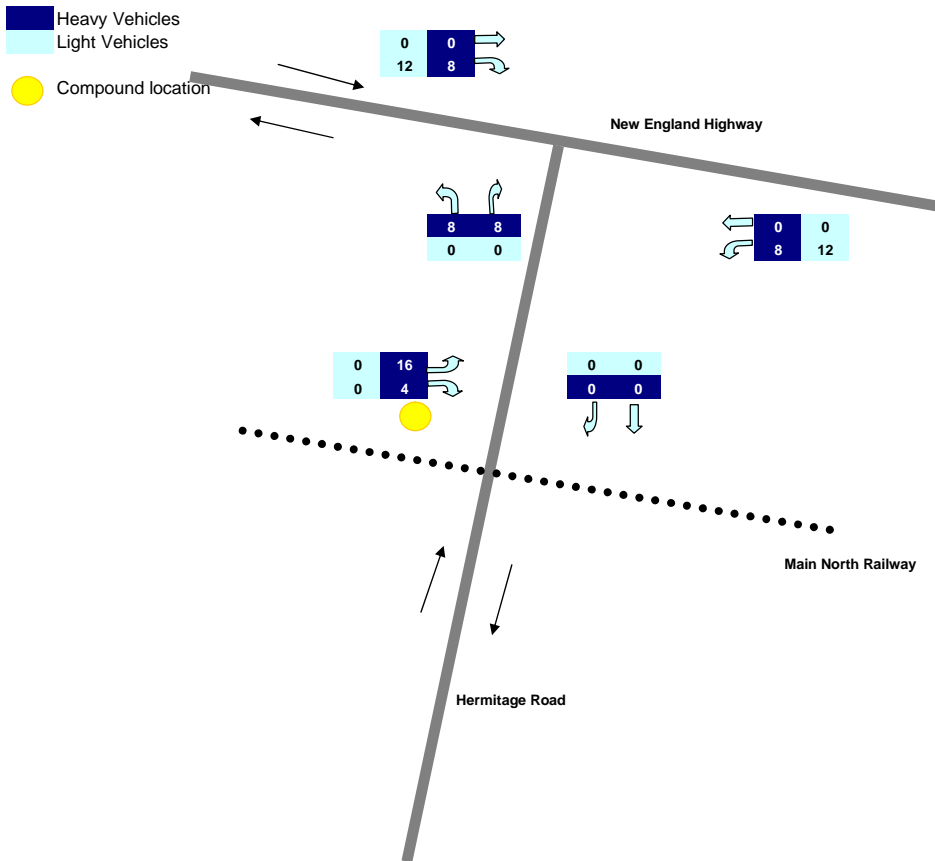 Heavy Vehicles
Light Vehicles
Compound location
0 0
12 8
New England Highway
8 8
0 0
0 0
8 12
0 16
0 4
0 0
0 0
Main North Railway
Hermitage Road